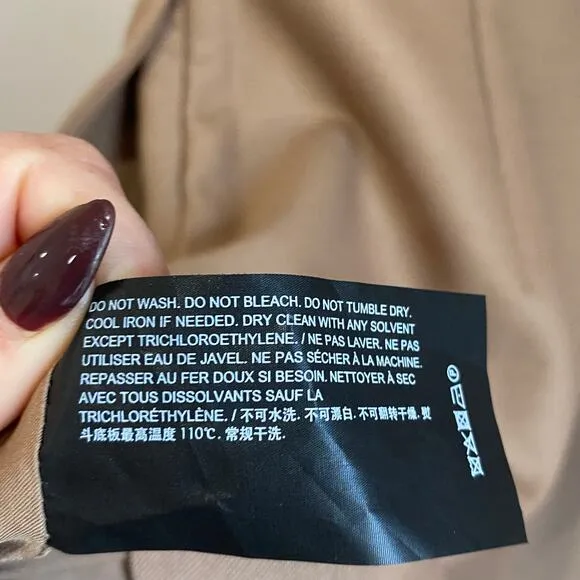 DO NOT WASH. DO NOT BLEACH. DO NOT TUMBLE DRY.
COOL IRON IF NEEDED. DRY CLEAN WITH ANY SOLVENT
EXCEPT TRICHLOROETHYLENE. / NE PAS LAVER. NE PAS
UTILISER EAU DE JAVEL. NE PAS SÉCHER À LA MACHINE.
REPASSER AU FER DOUX SI BESOIN. NETTOYER À SEC
AVEC TOUS DISSOLVANTS SAUF LA
TRICHLORÉTHYLÈNE. / 不可水洗. 不可漂白. 不可翻转干燥. 熨
斗底板最高温度 110℃. 常规干洗.